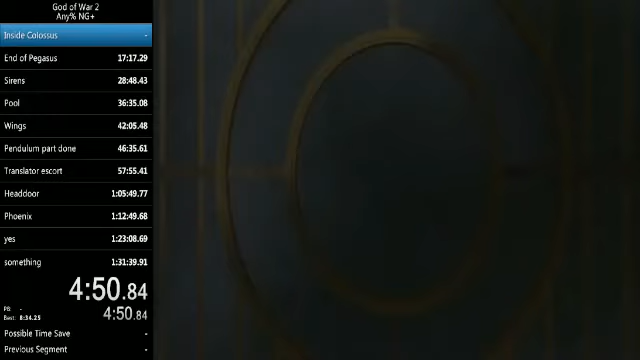 God of War 2
Any% NG+
Inside Colossus -
End of Pegasus 17:17.29
Sirens 28:48.43
Pool 36:35.08
Wings 42:05.48
Pendulum part done 46:35.61
Translator escort 57:55.41
Headdoor 1:05:49.77
Phoenix 1:12:49.68
yes 1:23:08.69
something 1:31:39.91
4:50.84
PB: -
Best: 8:34.25 4:50.84
Possible Time Save -
Previous Segment -